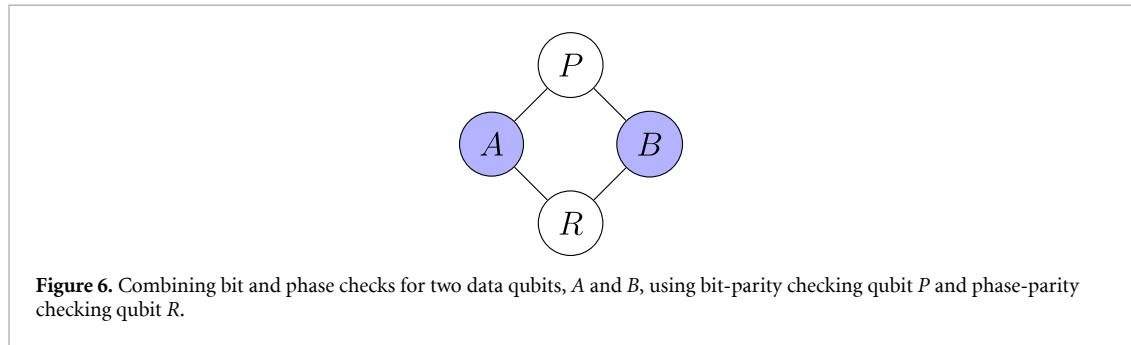 P
A
B
R
Figure 6. Combining bit and phase checks for two data qubits, A and B, using bit-parity checking qubit P and phase-parity
checking qubit R.